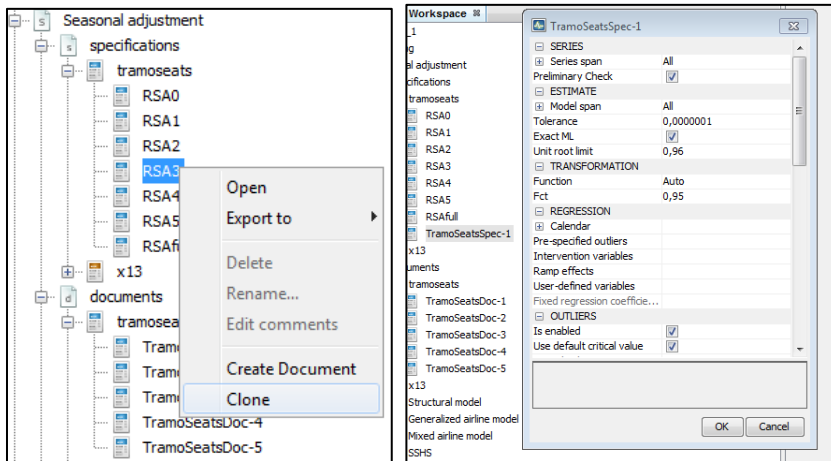 Seasonal adjustment
specifications
tramoseats
RSA0
RSA1
RSA2
RSA3
RSA4
RSA5
RSAfi
x13
documents
tramosea
Tram
Tram
Tram
TramoSeatsDoc-4
TramoSeatsDoc-5
Open
Export to
Delete
Rename...
Edit comments
Create Document
Clone
Workspace
_1
g
al adjustment
cifications
tramoseats
RSA0
RSA1
RSA2
RSA3
RSA4
RSA5
RSAfull
TramoSeatsSpec-1
x13
uments
tramoseats
TramoSeatsDoc-1
TramoSeatsDoc-2
TramoSeatsDoc-3
TramoSeatsDoc-4
TramoSeatsDoc-5
x13
Structural model
Generalized airline model
Mixed airline model
SSHS
TramoSeatsSpec-1
SERIES
Series span All
Preliminary Check
ESTIMATE
Model span All
Tolerance 0,0000001
Exact ML
Unit root limit 0,96
TRANSFORMATION
Function Auto
Fct 0,95
REGRESSION
Calendar
Pre-specified outliers
Intervention variables
Ramp effects
User-defined variables
Fixed regression coefficie...
OUTLIERS
Is enabled
Use default critical value
OK Cancel